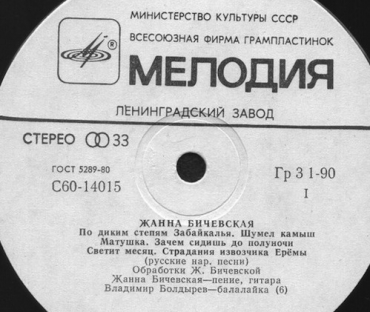 МИНИСТЕРСТВО КУЛЬТУРЫ СССР
ВСЕСОЮЗНАЯ ФИРМА ГРАМПЛАСТИНОК
®
МЕЛОДИЯ
ЛЕНИНГРАДСКИЙ ЗАВОД
СТЕРЕО 33
ГОСТ 5289-80
С60-14015
Гр 3 1-90
I
ЖАННА БИЧЕВСКАЯ
По диким степям Забайкалья. Шумел камыш
Матушка. Зачем сидишь до полуночи
Светит месяц. Страдания извозчика Ерёмы
(русские нар. песни)
Обработки Ж. Бичевской
Жанна Бичевская—пение, гитара
Владимир Болдырев—балалайка (6)